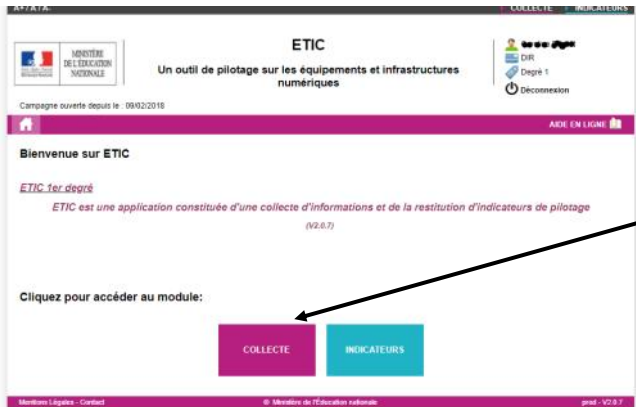 A+ / A / A-
COLLECTE INDICATEURS
MINISTÈRE
DE L'ÉDUCATION
NATIONALE
ETIC
Un outil de pilotage sur les équipements et infrastructures
numériques
DIR
Degré 1
Déconnexion
Campagne ouverte depuis le : 09/02/2018
AIDE EN LIGNE
Bienvenue sur ETIC
ETIC 1er degré
ETIC est une application constituée d'une collecte d'informations et de la restitution d'indicateurs de pilotage
(V2.0.7)
Cliquez pour accéder au module:
COLLECTE INDICATEURS
Mentions Légales - Contact © Ministère de l'Éducation nationale prod - V2.0.7